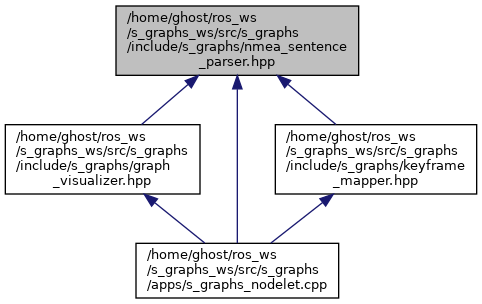 /home/ghost/ros_ws
/s_graphs_ws/src/s_graphs
/include/s_graphs/nmea_sentence
_parser.hpp
/home/ghost/ros_ws
/s_graphs_ws/src/s_graphs
/include/s_graphs/graph
_visualizer.hpp
/home/ghost/ros_ws
/s_graphs_ws/src/s_graphs
/include/s_graphs/keyframe
_mapper.hpp
/home/ghost/ros_ws
/s_graphs_ws/src/s_graphs
/apps/s_graphs_nodelet.cpp